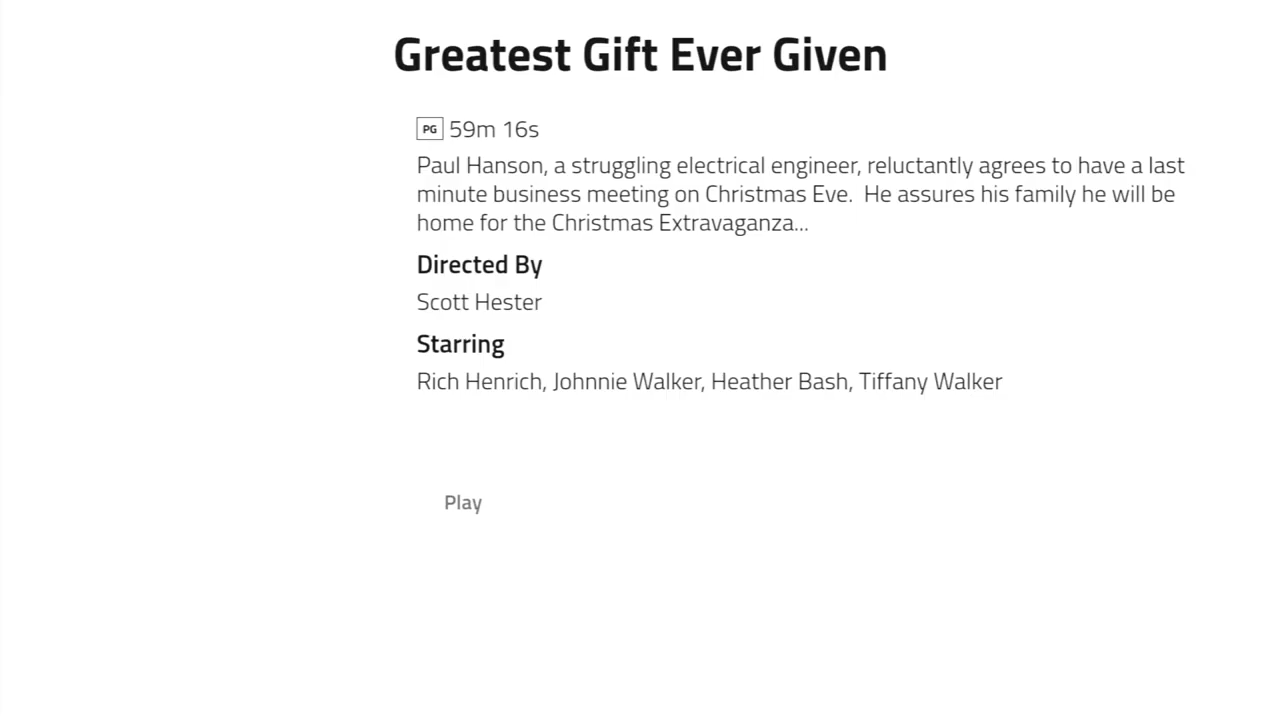 Greatest Gift Ever Given
PG 59m 16s
Paul Hanson, a struggling electrical engineer, reluctantly agrees to have a last
minute business meeting on Christmas Eve.  He assures his family he will be
home for the Christmas Extravaganza...
Directed By
Scott Hester
Starring
Rich Henrich, Johnnie Walker, Heather Bash, Tiffany Walker
Play